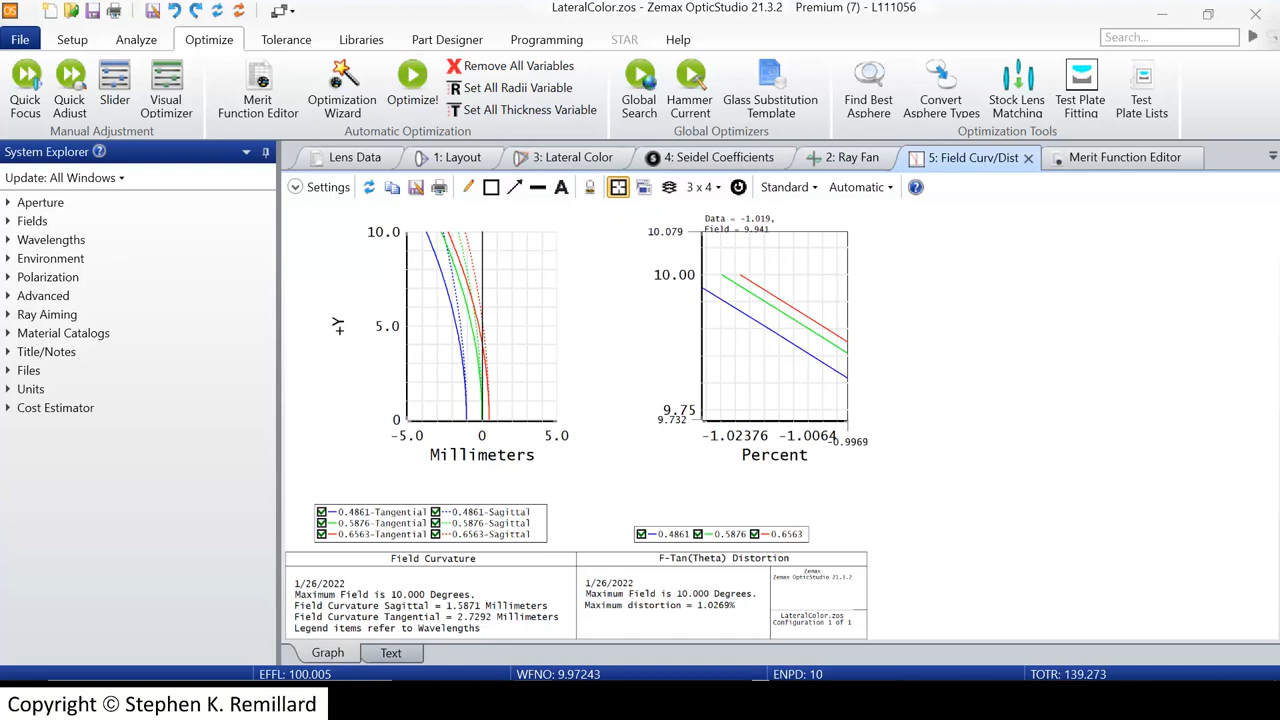 LateralColor.zos - Zemax OpticStudio 21.3.2 Premium (7) - L111056
File Setup Analyze Optimize Tolerance Libraries Part Designer Programming STAR Help Search...
Quick Focus
Quick Adjust
Slider
Visual Optimizer
Manual Adjustment
Merit Function Editor
Optimization Wizard
Optimize!
Remove All Variables
Set All Radii Variable
Set All Thickness Variable
Automatic Optimization
Global Search
Hammer Current
Glass Substitution Template
Global Optimizers
Find Best Asphere
Convert Asphere Types
Stock Lens Matching
Test Plate Fitting
Test Plate Lists
Optimization Tools
System Explorer
Update: All Windows
Aperture
Fields
Wavelengths
Environment
Polarization
Advanced
Ray Aiming
Material Catalogs
Title/Notes
Files
Units
Cost Estimator
Lens Data 1: Layout 3: Lateral Color 4: Seidel Coefficients 2: Ray Fan 5: Field Curv/Dist Merit Function Editor
Settings 3 x 4 Standard Automatic
10.0
5.0
0
+Y
-5.0 0 5.0
Millimeters
Data = -1.019,
Field = 9.941
10.079
10.00
9.75
9.732
-1.02376 -1.0064 -0.9969
Percent
0.4861-Tangential 0.4861-Sagittal
0.5876-Tangential 0.5876-Sagittal
0.6563-Tangential 0.6563-Sagittal
0.4861 0.5876 0.6563
Field Curvature
1/26/2022
Maximum Field is 10.000 Degrees.
Field Curvature Sagittal = 1.5871 Millimeters
Field Curvature Tangential = 2.7292 Millimeters
Legend items refer to Wavelengths
F-Tan(Theta) Distortion
1/26/2022
Maximum Field is 10.000 Degrees.
Maximum distortion = 1.0269%
Zemax
Zemax OpticStudio 21.3.2
LateralColor.zos
Configuration 1 of 1
Graph Text
EFFL: 100.005 WFNO: 9.97243 ENPD: 10 TOTR: 139.273
Copyright © Stephen K. Remillard